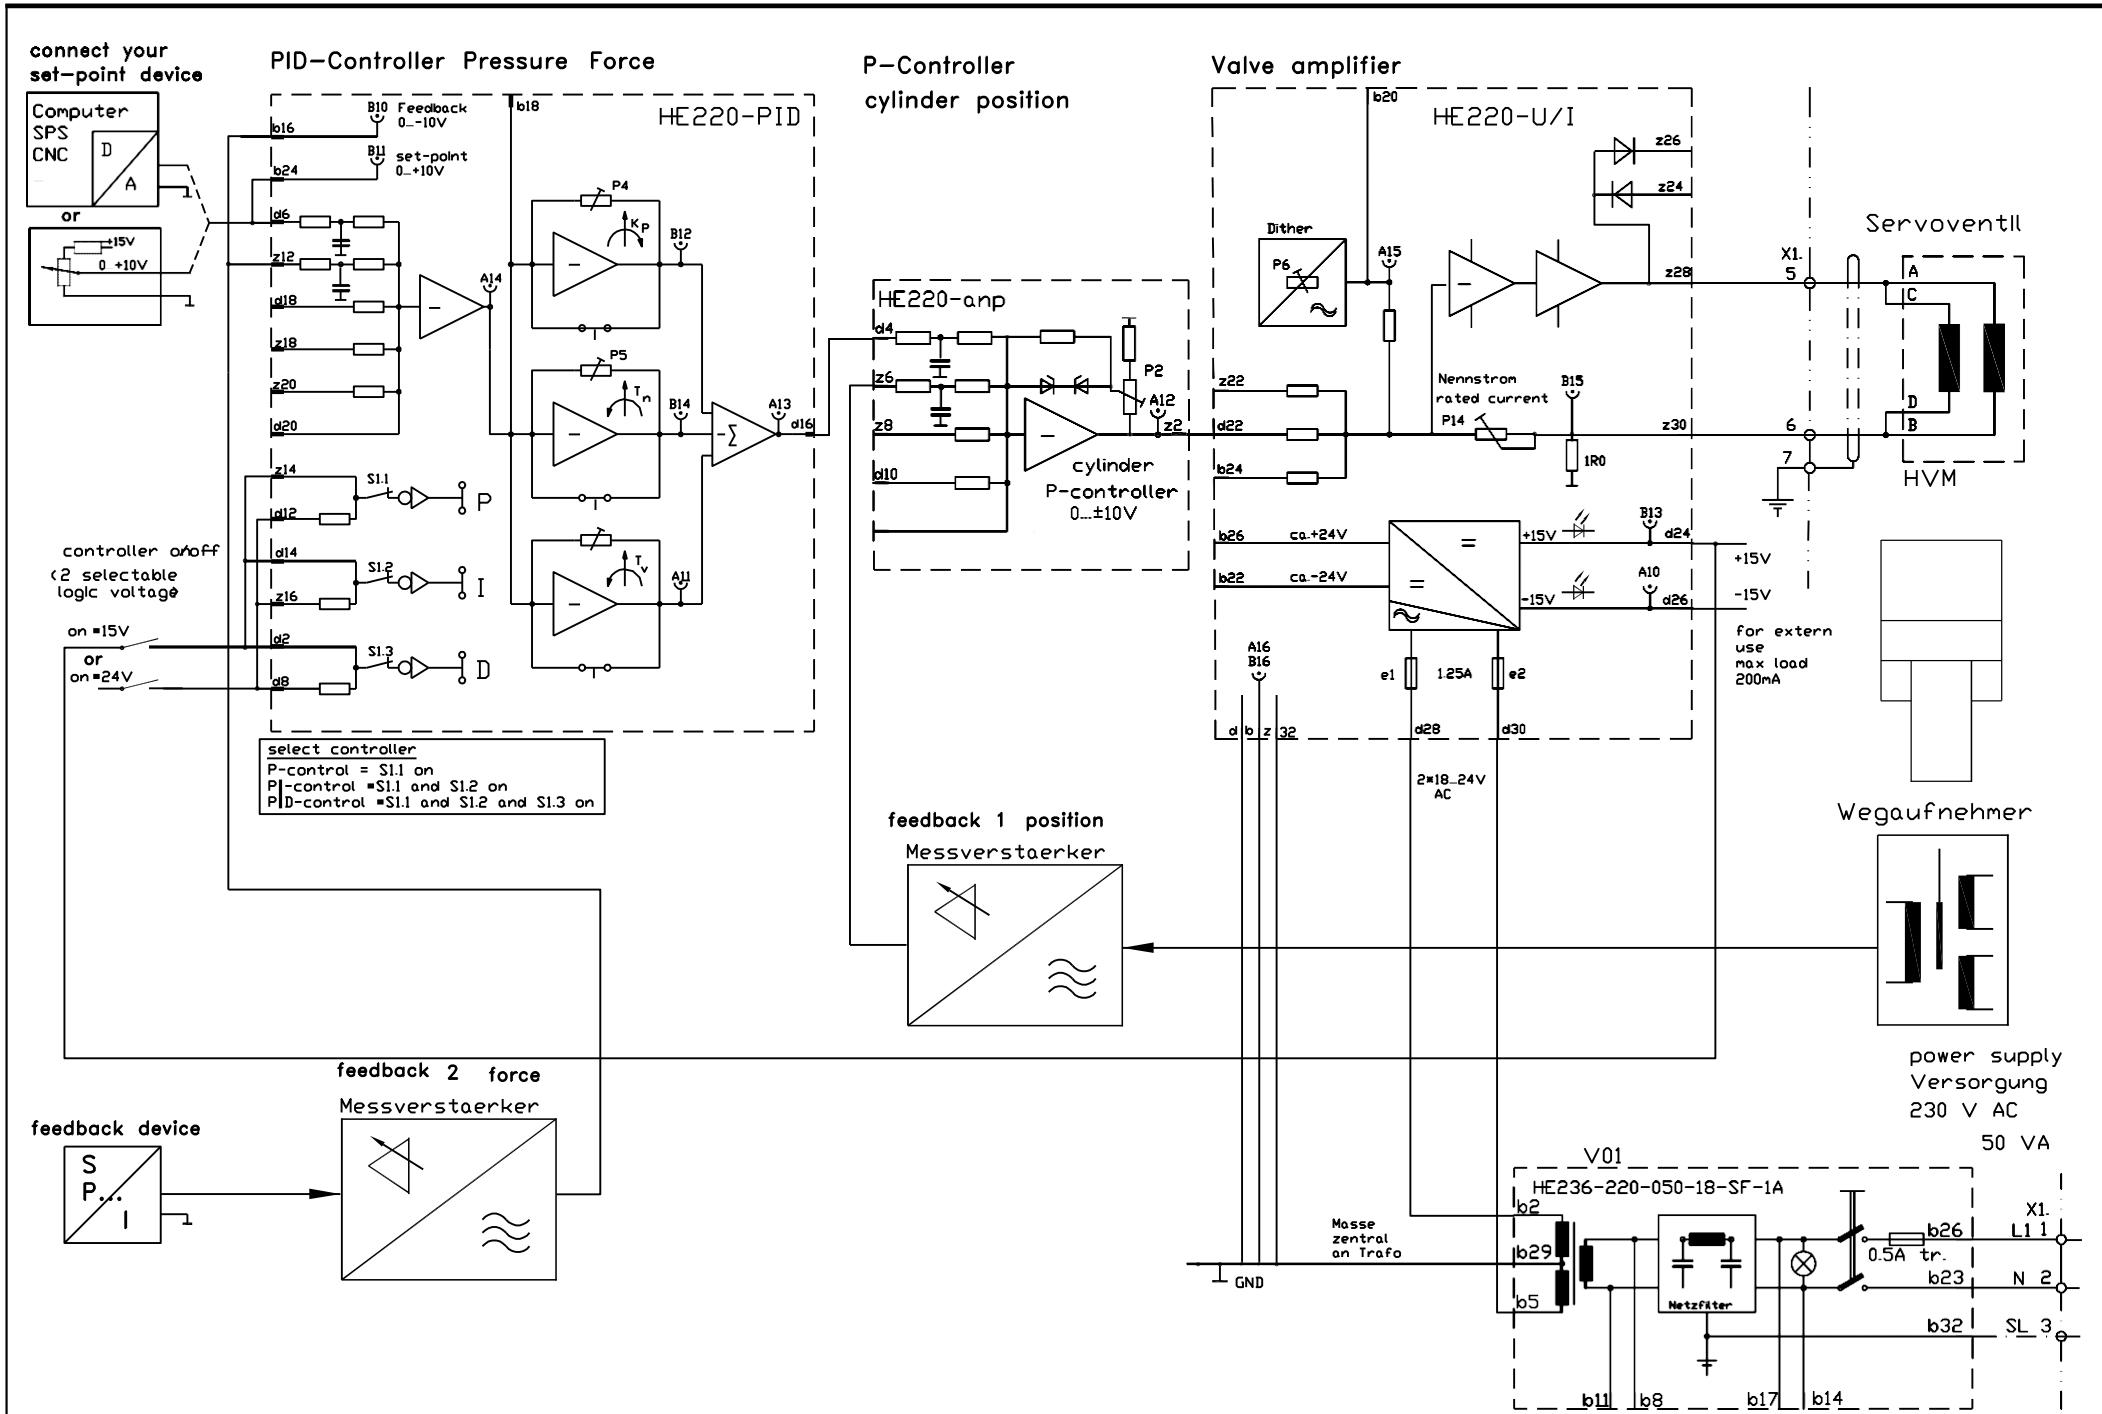 connect your
set-point device
Computer
SPS
CNC
D
A
or
+15V
0 +10V
PID-Controller Pressure Force
HE220-PID
B10 Feedback
0...-10V
b16
B11 set-point
0...+10V
b24
b18
d6
z12
d18
z18
z20
d20
A14
P4
Kp
B12
P5
Tn
B14
Tv
A11
-Σ
A13
d16
z14
S1.1
P
d12
d14
S1.2
I
z16
d2
S1.3
D
d8
controller on/off
(2 selectable
logic voltage
on =15V
or
on =24V
select controller
P-control = S1.1 on
PI-control =S1.1 and S1.2 on
PID-control =S1.1 and S1.2 and S1.3 on
P-Controller
cylinder position
HE220-anp
d4
z6
z8
d10
P2
A12
z2
cylinder
P-controller
0...±10V
Valve amplifier
HE220-U/I
b20
Dither
P6
A15
z26
z24
z28
z22
d22
b24
Nennstrom
rated current
P14
B15
1R0
z30
b26
ca.+24V
b22
ca.-24V
=
=
+15V
-15V
B13
d24
A10
d26
+15V
-15V
for extern
use
max load
200mA
A16
B16
e1
1.25A
e2
d b z 32
d28
d30
2*18...24V
AC
X1.
5
6
7
Servoventil
A
C
D
B
HVM
Wegaufnehmer
feedback 1 position
Messverstaerker
feedback 2 force
Messverstaerker
feedback device
S
P...
I
power supply
Versorgung
230 V AC
50 VA
V01
HE236-220-050-18-SF-1A
b2
b29
b5
Masse
zentral
an Trafo
GND
Netzfilter
b26
0.5A tr.
b23
b32
X1.
L1 1
N 2
SL 3
b11
b8
b17
b14